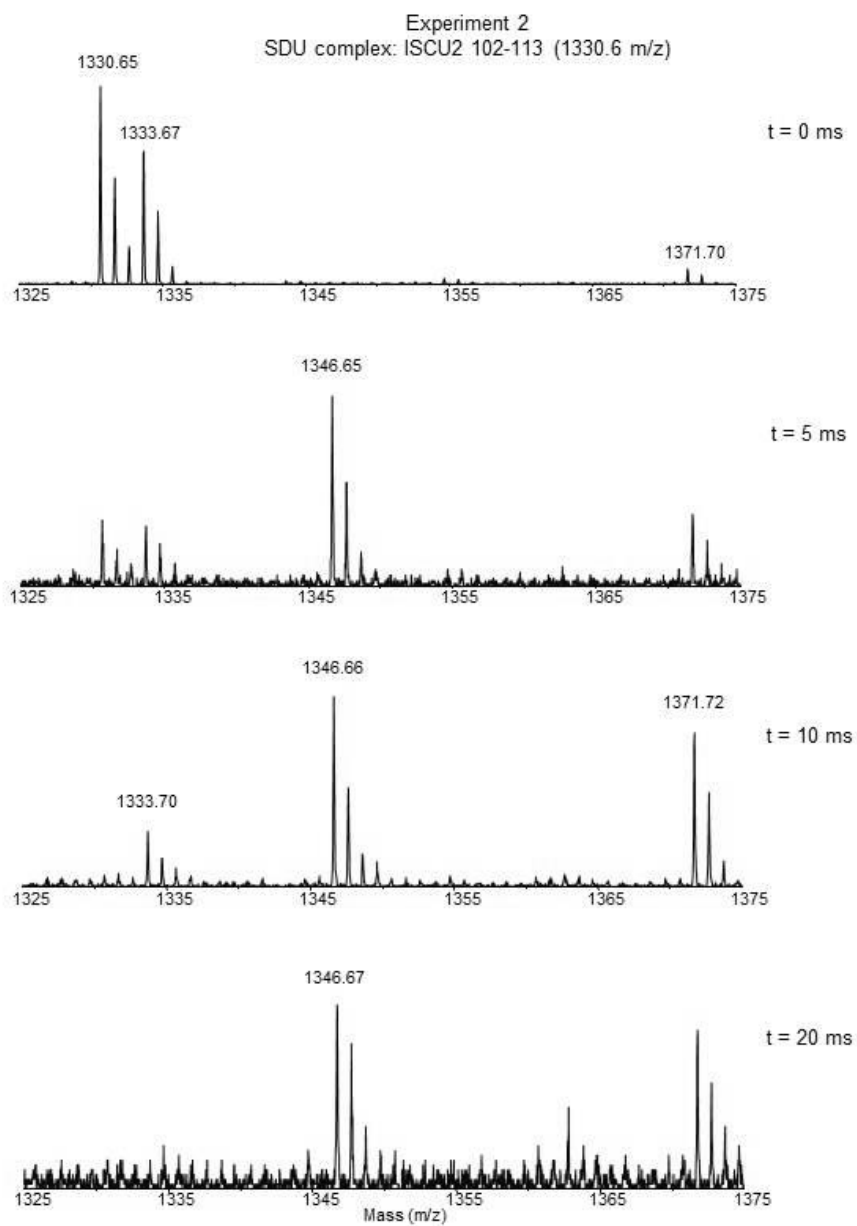 Experiment 2
SDU complex: ISCU2 102-113 (1330.6 m/z)
1330.65
1333.67
t = 0 ms
1371.70
1325 1335 1345 1355 1365 1375
1346.65
t = 5 ms
1325 1335 1345 1355 1365 1375
1346.66
1371.72
t = 10 ms
1333.70
1325 1335 1345 1355 1365 1375
1346.67
t = 20 ms
1325 1335 1345 1355 1365 1375
Mass (m/z)